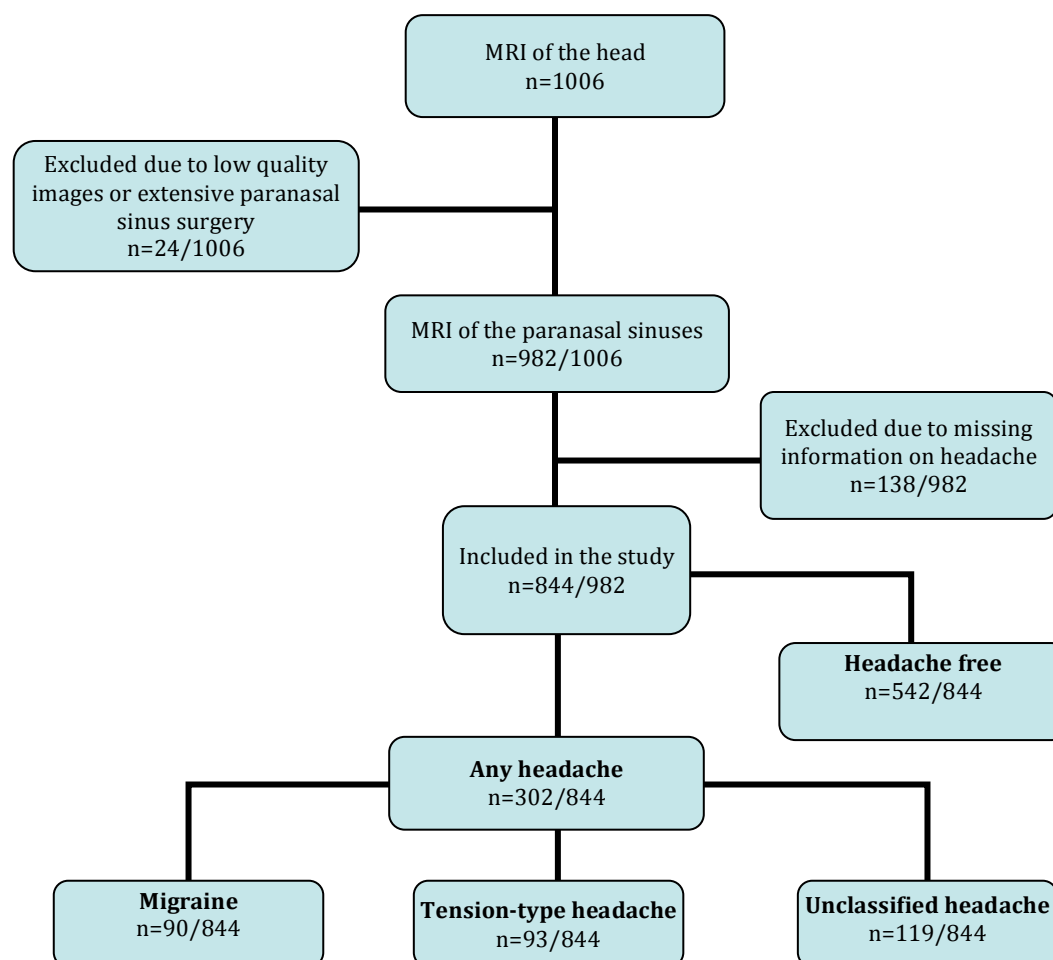 MRI of the head
n=1006
Excluded due to low quality
images or extensive paranasal
sinus surgery
n=24/1006
MRI of the paranasal sinuses
n=982/1006
Excluded due to missing
information on headache
n=138/982
Included in the study
n=844/982
Headache free
n=542/844
Any headache
n=302/844
Migraine
n=90/844
Tension-type headache
n=93/844
Unclassified headache
n=119/844